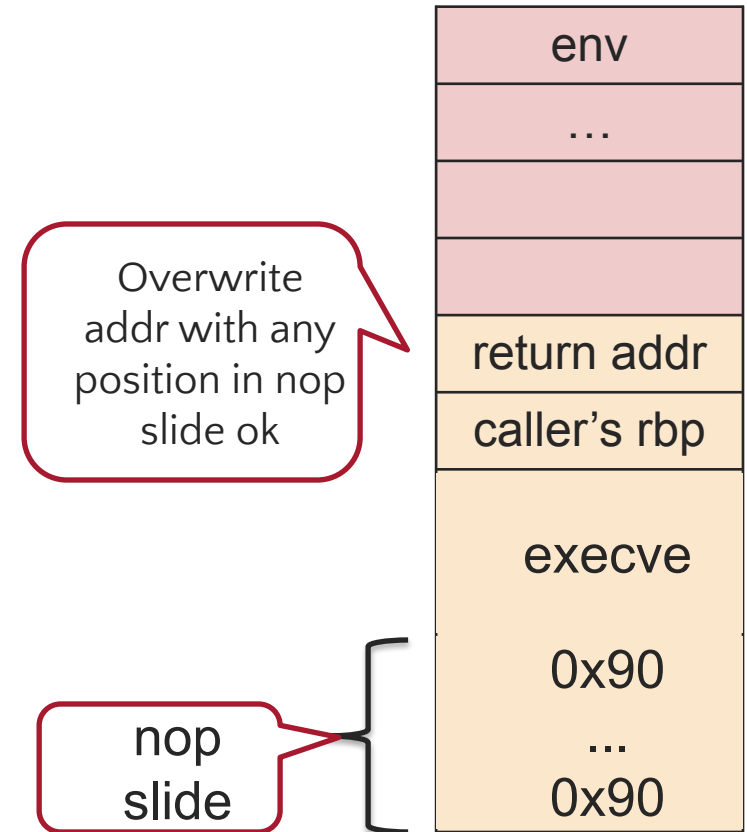 env
...
Overwrite
addr with any
position in nop
slide ok
return addr
caller’s rbp
execve
0x90
...
0x90
nop
slide